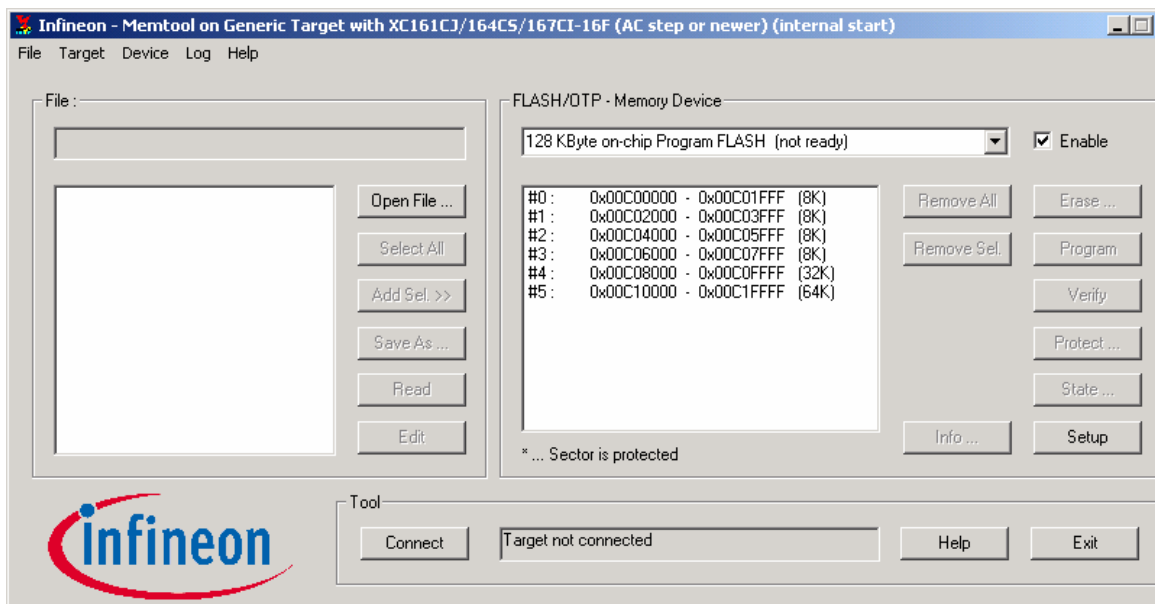 Infineon - Memtool on Generic Target with XC161CJ/164CS/167CI-16F (AC step or newer) (internal start)
File Target Device Log Help
File :
Open File ...
Select All
Add Sel. >>
Save As ...
Read
Edit
FLASH/OTP - Memory Device
128 KByte on-chip Program FLASH (not ready)
Enable
#0 : 0x00C00000 - 0x00C01FFF (8K)
#1 : 0x00C02000 - 0x00C03FFF (8K)
#2 : 0x00C04000 - 0x00C05FFF (8K)
#3 : 0x00C06000 - 0x00C07FFF (8K)
#4 : 0x00C08000 - 0x00C0FFFF (32K)
#5 : 0x00C10000 - 0x00C1FFFF (64K)
* ... Sector is protected
Remove All
Remove Sel.
Info ...
Erase ...
Program
Verify
Protect ...
State ...
Setup
infineon
Tool
Connect
Target not connected
Help
Exit